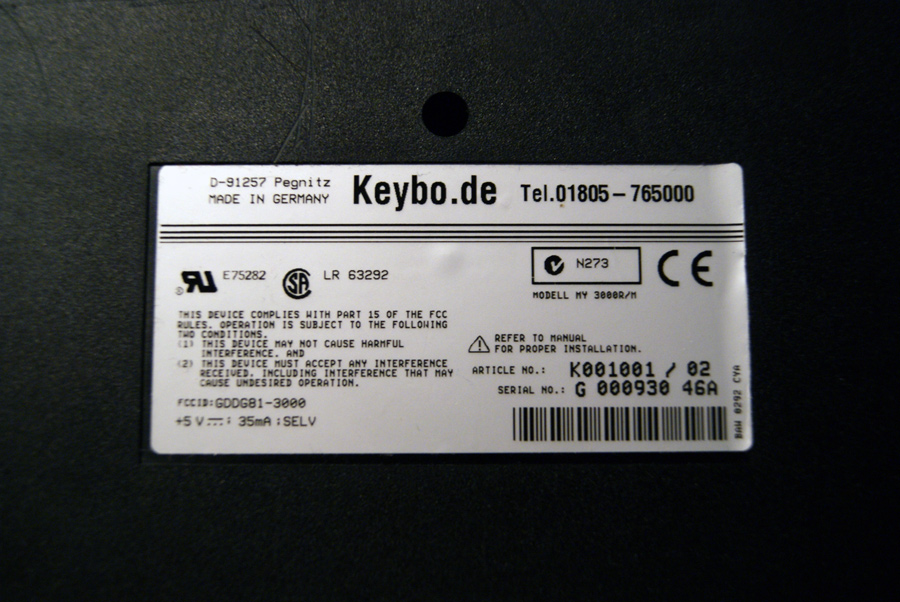 D-91257 Pegnitz
MADE IN GERMANY
Keybo.de
Tel.01805-765000
E75282
SA
LR 63292
N273
CE
MODELL MY 3000R/M
THIS DEVICE COMPLIES WITH PART 15 OF THE FCC
RULES. OPERATION IS SUBJECT TO THE FOLLOWING
TWO CONDITIONS.
(1) THIS DEVICE MAY NOT CAUSE HARMFUL
INTERFERENCE. AND
(2) THIS DEVICE MUST ACCEPT ANY INTERFERENCE
RECEIVED. INCLUDING INTERFERENCE THAT MAY
CAUSE UNDESIRED OPERATION.
FCCID:GDDG81-3000
+5 V⎓: 35mA:SELV
REFER TO MANUAL
FOR PROPER INSTALLATION.
ARTICLE NO.: K001001 / 02
SERIAL NO.: G 000930 46A
BAW 0292 CYA